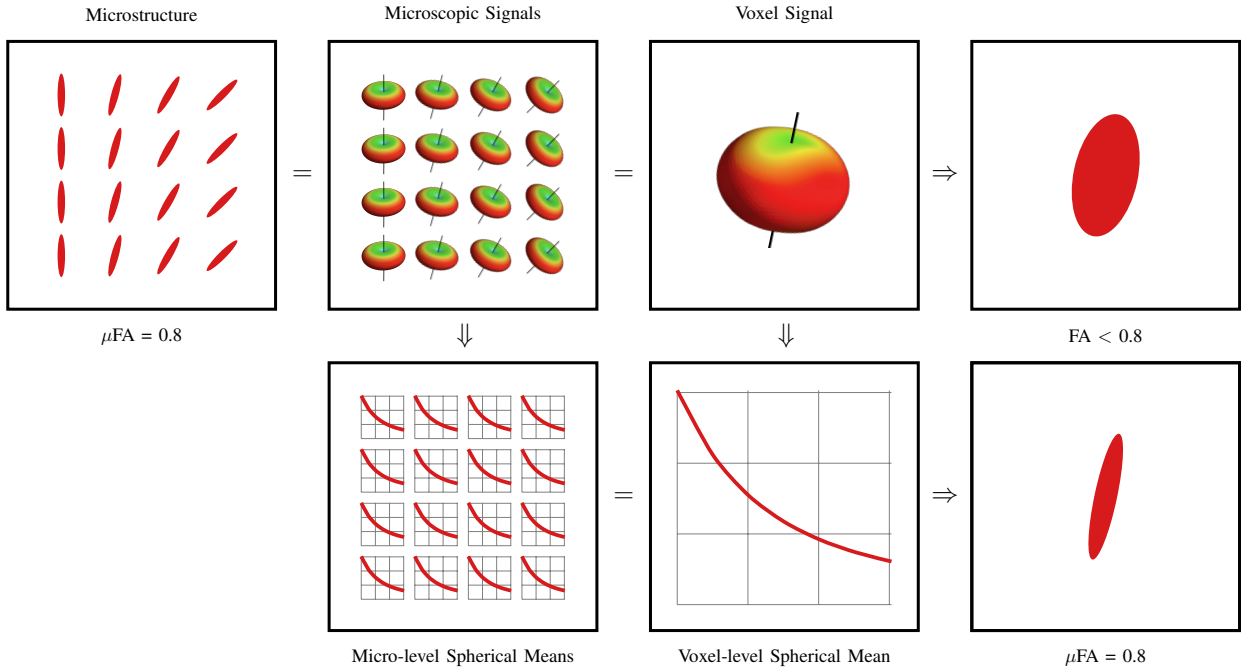 Microstructure
Microscopic Signals
Voxel Signal
=
=
⇒
μFA = 0.8
⇓
⇓
FA < 0.8
=
⇒
Micro-level Spherical Means
Voxel-level Spherical Mean
μFA = 0.8